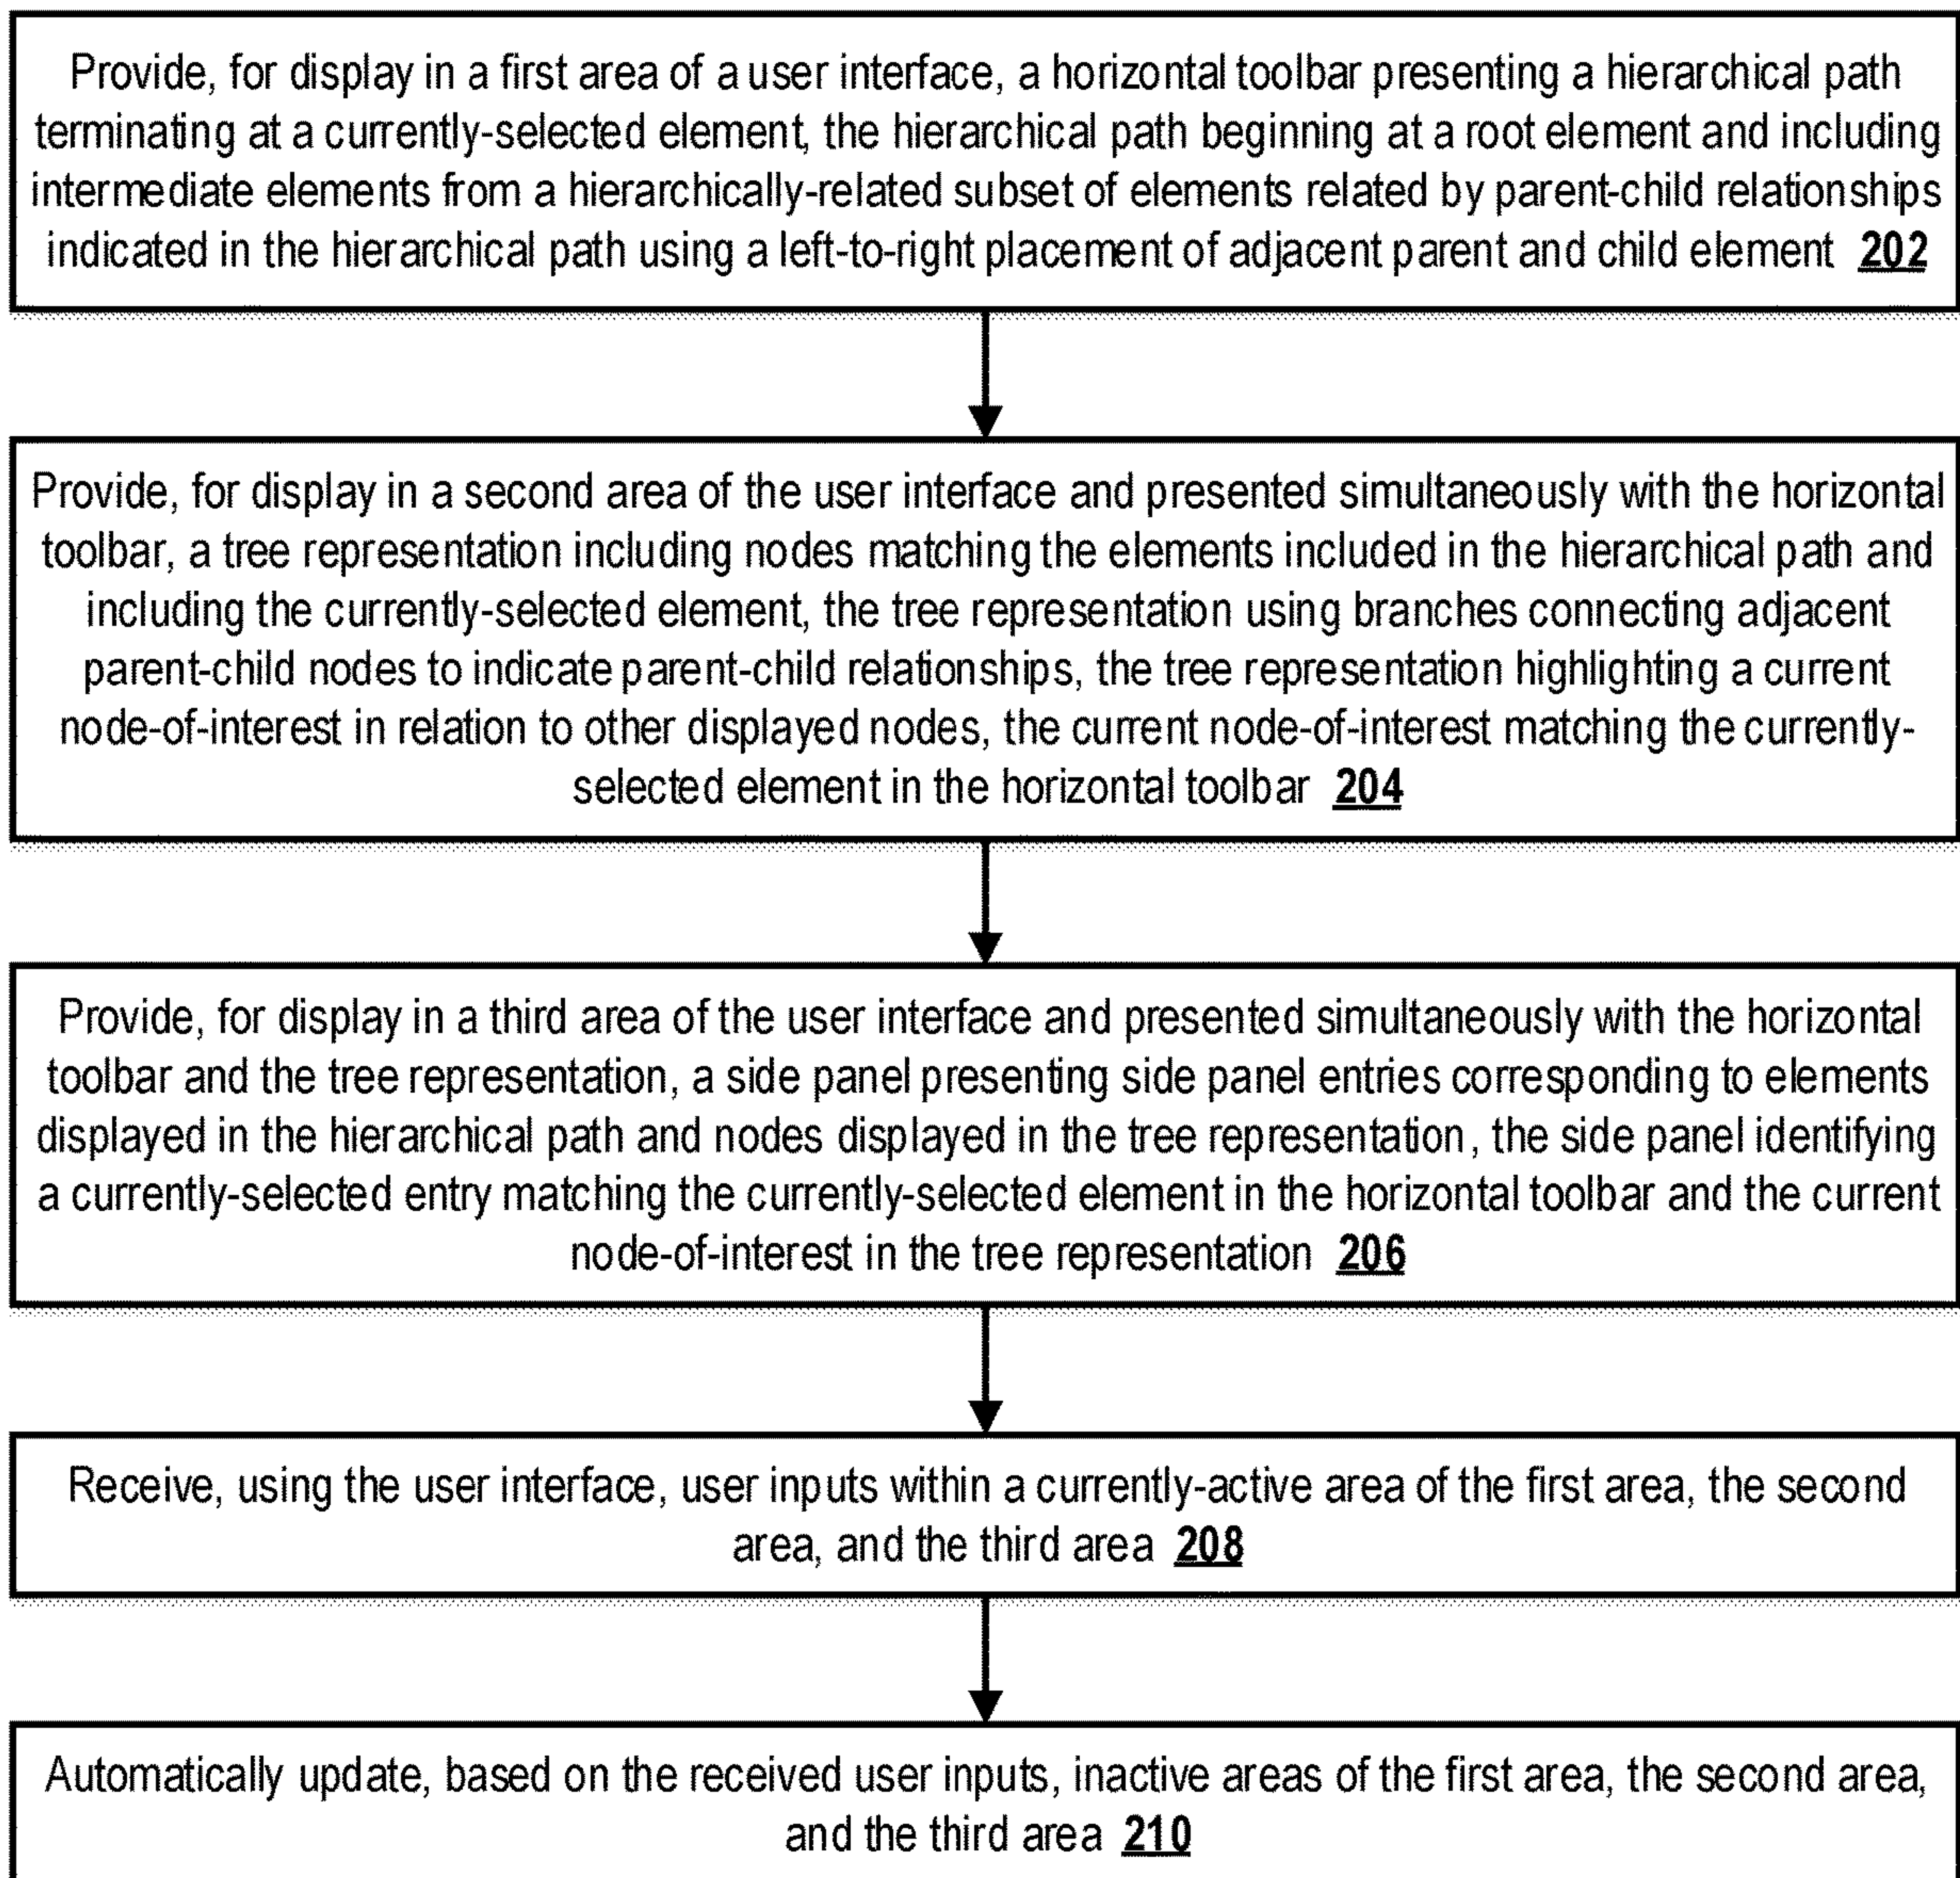 Provide, for display in a first area of a user interface, a horizontal toolbar presenting a hierarchical path
terminating at a currently-selected element, the hierarchical path beginning at a root element and including
intermediate elements from a hierarchically-related subset of elements related by parent-child relationships
indicated in the hierarchical path using a left-to-right placement of adjacent parent and child element 202
Provide, for display in a second area of the user interface and presented simultaneously with the horizontal
toolbar, a tree representation including nodes matching the elements included in the hierarchical path and
including the currently-selected element, the tree representation using branches connecting adjacent
parent-child nodes to indicate parent-child relationships, the tree representation highlighting a current
node-of-interest in relation to other displayed nodes, the current node-of-interest matching the currently-
selected element in the horizontal toolbar 204
Provide, for display in a third area of the user interface and presented simultaneously with the horizontal
toolbar and the tree representation, a side panel presenting side panel entries corresponding to elements
displayed in the hierarchical path and nodes displayed in the tree representation, the side panel identifying
a currently-selected entry matching the currently-selected element in the horizontal toolbar and the current
node-of-interest in the tree representation 206
Receive, using the user interface, user inputs within a currently-active area of the first area, the second
area, and the third area 208
Automatically update, based on the received user inputs, inactive areas of the first area, the second area,
and the third area 210